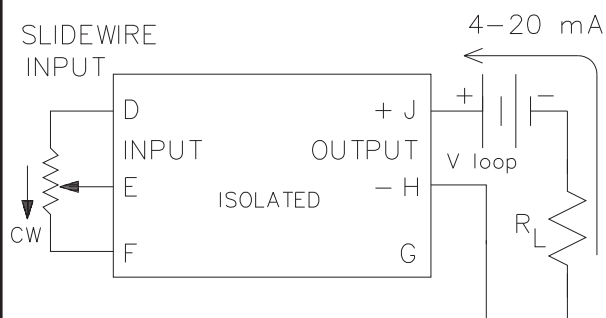 SLIDEWIRE
INPUT
4-20 mA
D
+ J
+
-
INPUT
OUTPUT
V loop
E
- H
ISOLATED
CW
F
G
RL